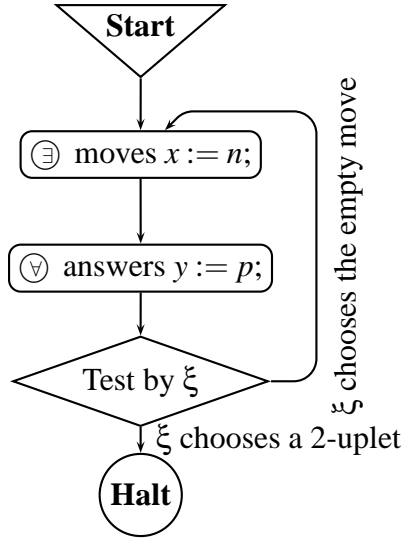 Start
∃ moves x := n;
∀ answers y := p;
Test by ξ
ξ chooses the empty move
ξ chooses a 2-uplet
Halt